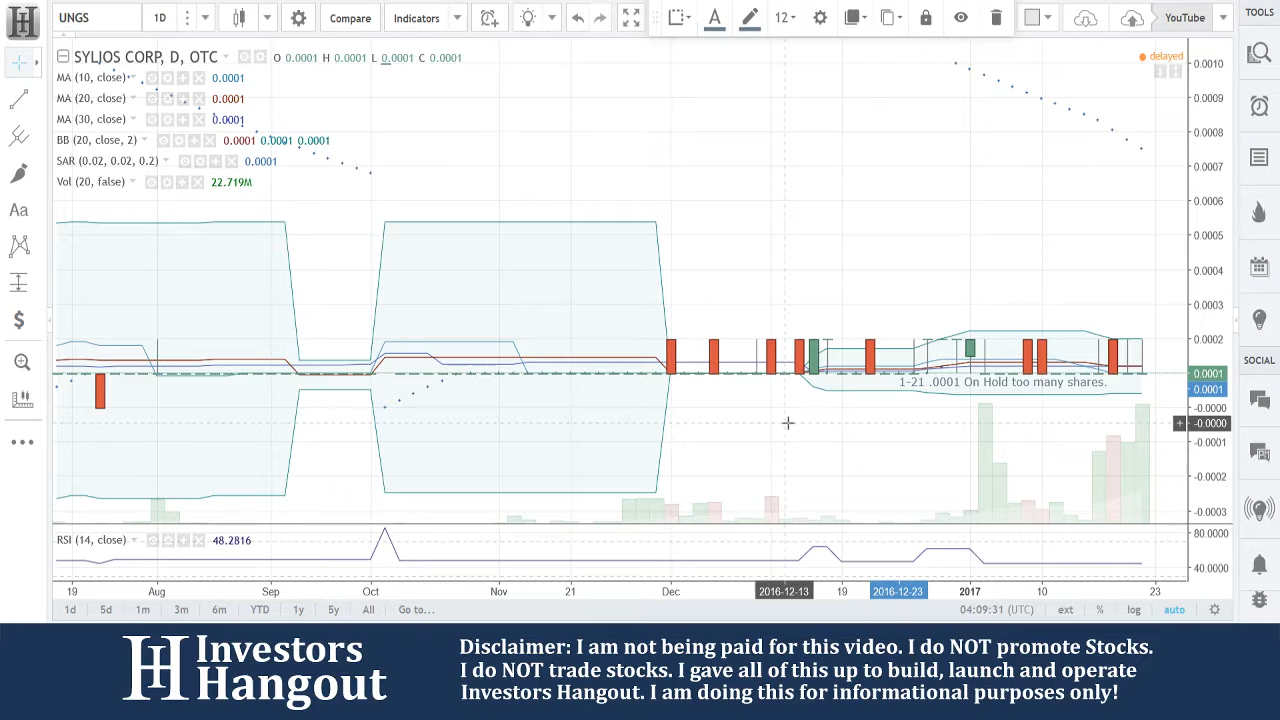 UNGS
1D
Compare
Indicators
12
YouTube
TOOLS
SYLJOS CORP, D, OTC
O 0.0001 H 0.0001 L 0.0001 C 0.0001
delayed
MA (10, close) 0.0001
MA (20, close) 0.0001
MA (30, close) 0.0001
BB (20, close, 2) 0.0001 0.0001 0.0001
SAR (0.02, 0.02, 0.2) 0.0001
Vol (20, false) 22.719M
0.0010
0.0009
0.0008
0.0007
0.0006
0.0005
0.0004
0.0003
0.0002
0.0001
0.0001
-0.0000
-0.0000
-0.0001
-0.0002
-0.0003
1-21 .0001 On Hold too many shares.
Aa
$
SOCIAL
RSI (14, close) 48.2816
80.0000
40.0000
19 Aug Sep Oct Nov 21 Dec 2016-12-13 19 2016-12-23 2017 10 23
1d 5d 1m 3m 6m YTD 1y 5y All Go to... 04:09:31 (UTC) ext % log auto
H
Investors
Hangout
Disclaimer: I am not being paid for this video. I do NOT promote Stocks.
I do NOT trade stocks. I gave all of this up to build, launch and operate
Investors Hangout. I am doing this for informational purposes only!